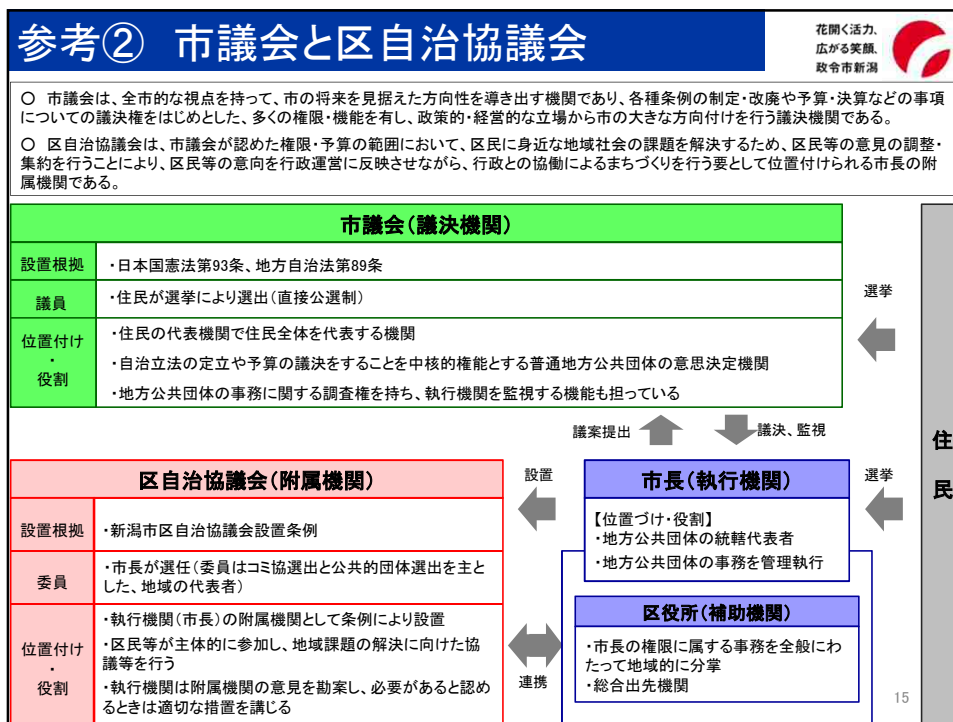 参考② 市議会と区自治協議会
花開く活力、
広がる笑顔、
政令市新潟
〇 市議会は、全市的な視点を持って、市の将来を見据えた方向性を導き出す機関であり、各種条例の制定・改廃や予算・決算などの事項
についての議決権をはじめとした、多くの権限・機能を有し、政策的・経営的な立場から市の大きな方向付けを行う議決機関である。
〇 区自治協議会は、市議会が認めた権限・予算の範囲において、区民に身近な地域社会の課題を解決するため、区民等の意見の調整・
集約を行うことにより、区民等の意向を行政運営に反映させながら、行政との協働によるまちづくりを行う要として位置付けられる市長の附
属機関である。
市議会（議決機関）
設置根拠
・日本国憲法第93条、地方自治法第89条
議員
・住民が選挙により選出（直接公選制）
位置付け
・
役割
・住民の代表機関で住民全体を代表する機関
・自治立法の定立や予算の議決をすることを中核的権能とする普通地方公共団体の意思決定機関
・地方公共団体の事務に関する調査権を持ち、執行機関を監視する機能も担っている
選挙
議案提出
議決、監視
住
民
区自治協議会（附属機関）
設置根拠
・新潟市区自治協議会設置条例
委員
・市長が選任（委員はコミ協選出と公共的団体選出を主と
した、地域の代表者）
位置付け
・
役割
・執行機関（市長）の附属機関として条例により設置
・区民等が主体的に参加し、地域課題の解決に向けた協
議等を行う
・執行機関は附属機関の意見を勘案し、必要があると認め
るときは適切な措置を講じる
設置
連携
市長（執行機関）
【位置づけ・役割】
・地方公共団体の統轄代表者
・地方公共団体の事務を管理執行
選挙
区役所（補助機関）
・市長の権限に属する事務を全般にわ
たって地域的に分掌
・総合出先機関
15